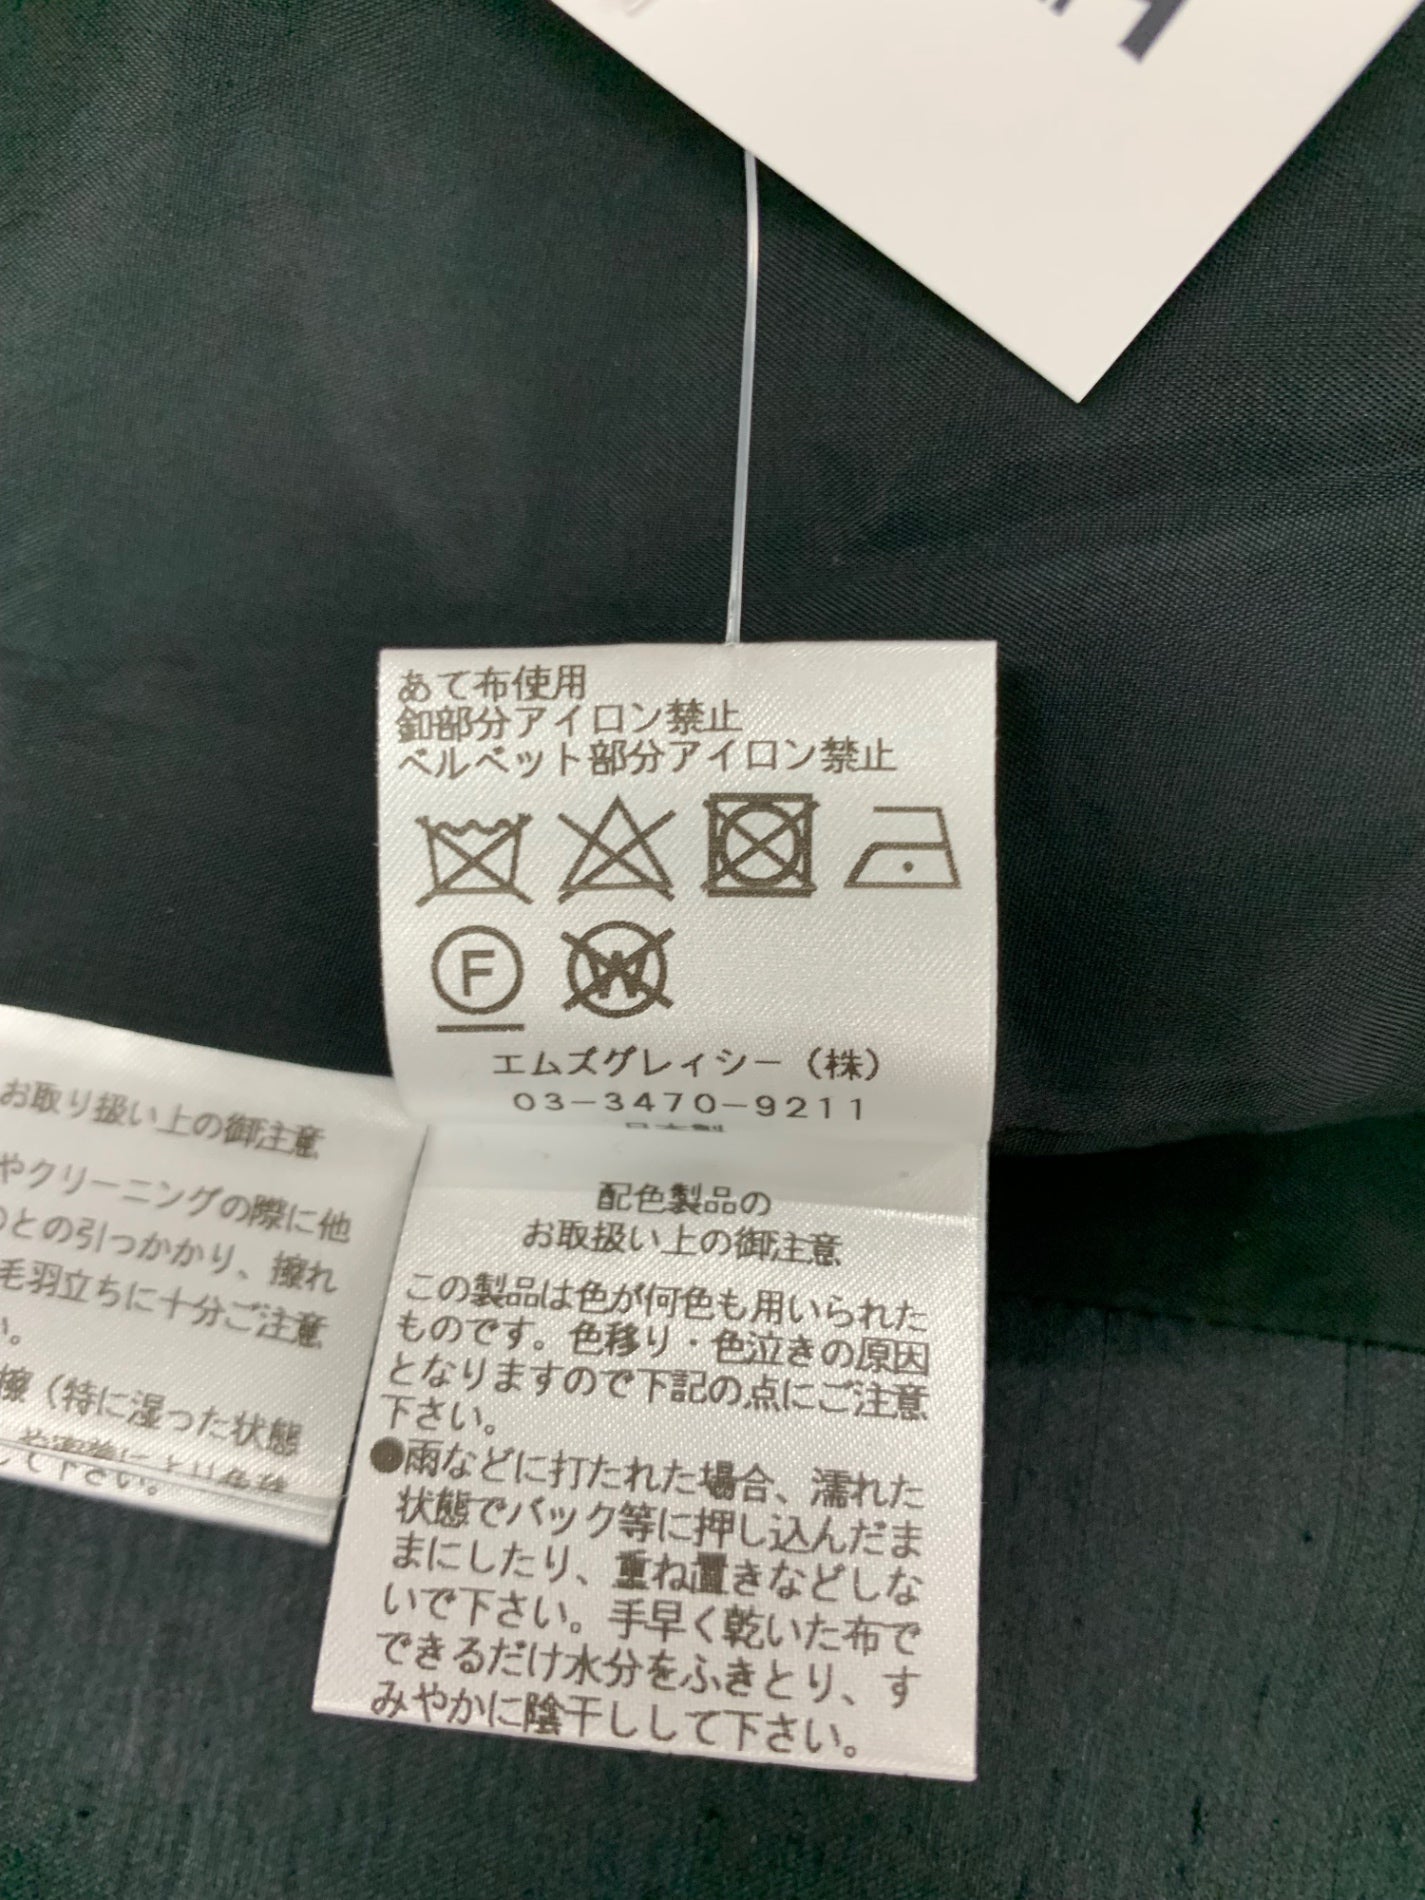 あて布使用
釦部分アイロン禁止
ベルベット部分アイロン禁止
F
W
エムズグレィシー（株）
03-3470-9211
日本製
配色製品の
お取扱い上の御注意
この製品は色が何色も用いられた
ものです。色移り・色泣きの原因
となりますので下記の点にご注意
下さい。
●雨などに打たれた場合、濡れた
状態でバック等に押し込んだま
まにしたり、重ね置きなどしな
いで下さい。手早く乾いた布で
できるだけ水分をふきとり、す
みやかに陰干しして下さい。
お取り扱い上の御注意
やクリーニングの際に他
のとの引っかかり、擦れ
毛羽立ちに十分ご注意
い。
擦（特に湿った状態
して下さい。